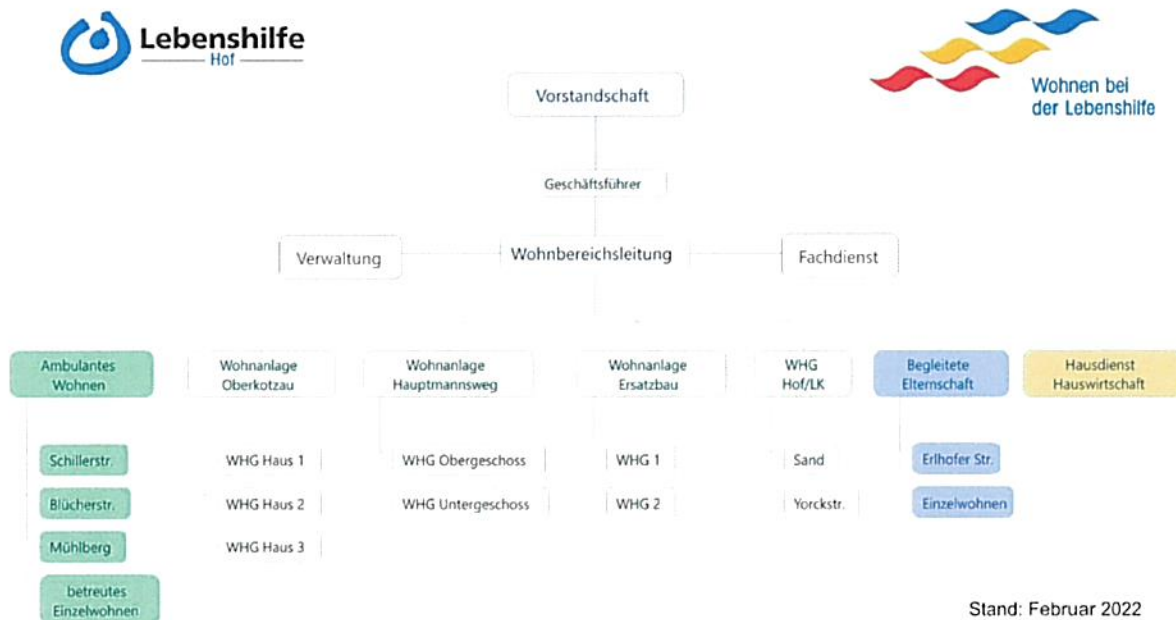 Lebenshilfe
Hof
Wohnen bei
der Lebenshilfe
Vorstandschaft
Geschäftsführer
Verwaltung
Wohnbereichsleitung
Fachdienst
Ambulantes
Wohnen
Wohnanlage
Oberkotzau
Wohnanlage
Hauptmannsweg
Wohnanlage
Ersatzbau
WHG
Hof/LK
Begleitete
Elternschaft
Hausdienst
Hauswirtschaft
Schillerstr.
WHG Haus 1
WHG Obergeschoss
WHG 1
Sand
Erlhofer Str.
Blücherstr.
WHG Haus 2
WHG Untergeschoss
WHG 2
Yorckstr.
Einzelwohnen
Mühlberg
WHG Haus 3
betreutes
Einzelwohnen
Stand: Februar 2022